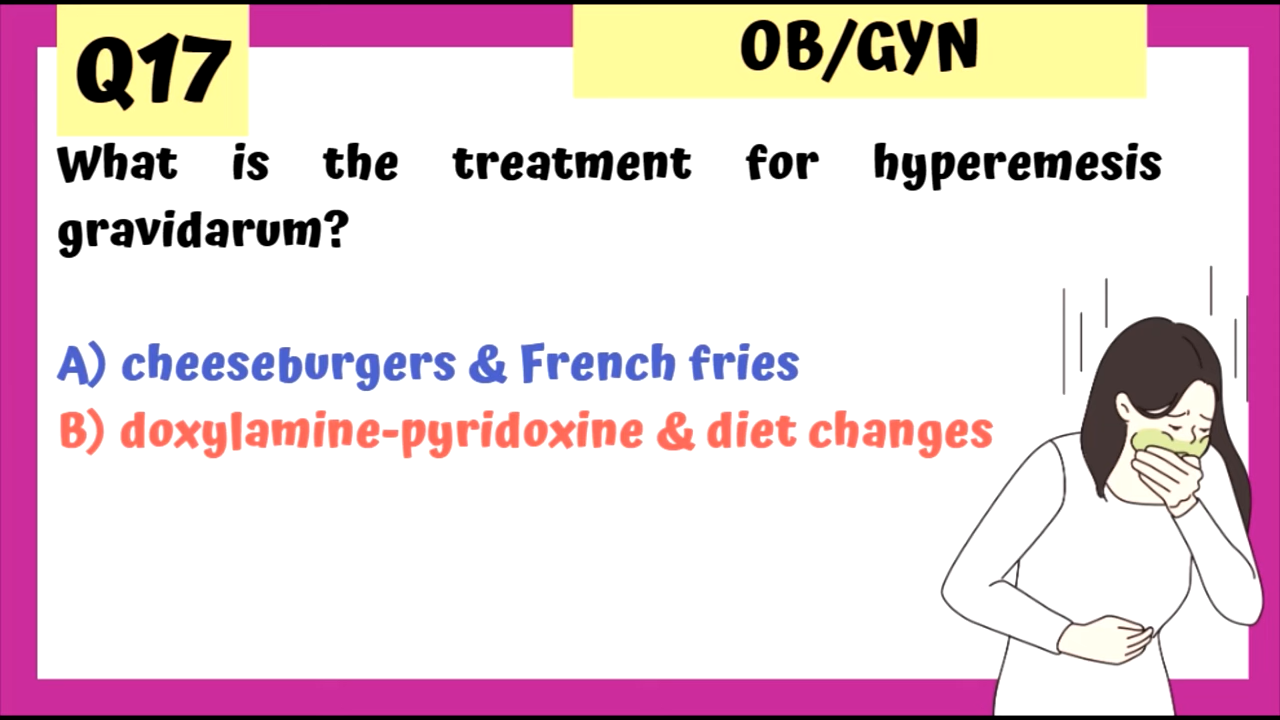 Q17
OB/GYN
What is the treatment for hyperemesis
gravidarum?
A) cheeseburgers & French fries
B) doxylamine-pyridoxine & diet changes